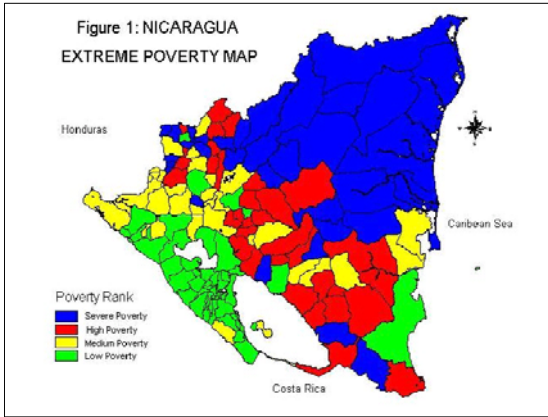 Figure 1: NICARAGUA
EXTREME POVERTY MAP
Honduras
Caribean Sea
Poverty Rank
Severe Poverty
High Poverty
Medium Poverty
Low Poverty
Costa Rica